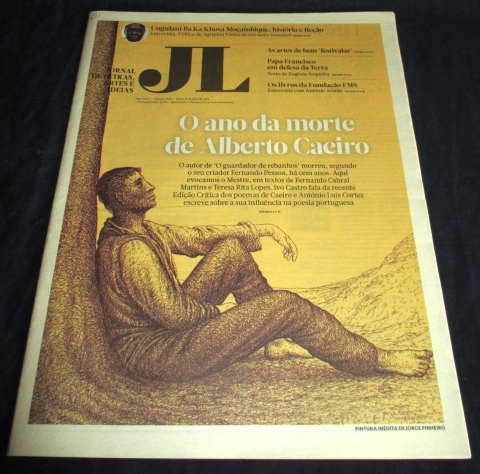 Ungulani Ba Ka Khosa Moçambique, história e ficção
JORNAL
DE LETRAS,
ARTES E
IDEIAS
JL
As artes de bem 'festivalar'
Papa Francisco
em defesa da Terra
Os livros da Fundação EMS
O ano da morte
de Alberto Caeiro
O autor de 'O guardador de rebanhos' morreu, segundo
o seu criador Fernando Pessoa, há cem anos. Aqui
evocamos o Mestre, em textos de Fernando Cabral
Martins e Teresa Rita Lopes. Ivo Castro fala da recente
Edição Crítica dos poemas de Caeiro e António Luís Cortez
escreve sobre a sua influência na poesia portuguesa
PINTURA INÉDITA DE JORGE PINHEIRO